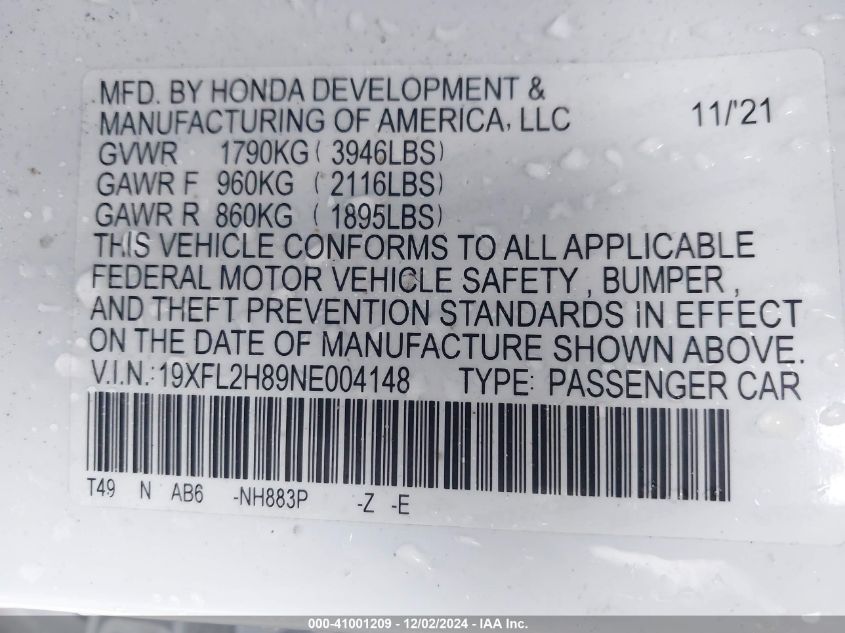 MFD. BY HONDA DEVELOPMENT &
MANUFACTURING OF AMERICA, LLC 11/'21
GVWR 1790KG ( 3946LBS)
GAWR F 960KG ( 2116LBS)
GAWR R 860KG ( 1895LBS)
THIS VEHICLE CONFORMS TO ALL APPLICABLE
FEDERAL MOTOR VEHICLE SAFETY , BUMPER ,
AND THEFT PREVENTION STANDARDS IN EFFECT
ON THE DATE OF MANUFACTURE SHOWN ABOVE.
V.I.N.:19XFL2H89NE004148 TYPE: PASSENGER CAR
T49 N AB6 -NH883P -Z -E
000-41001209 - 12/02/2024 - IAA Inc.